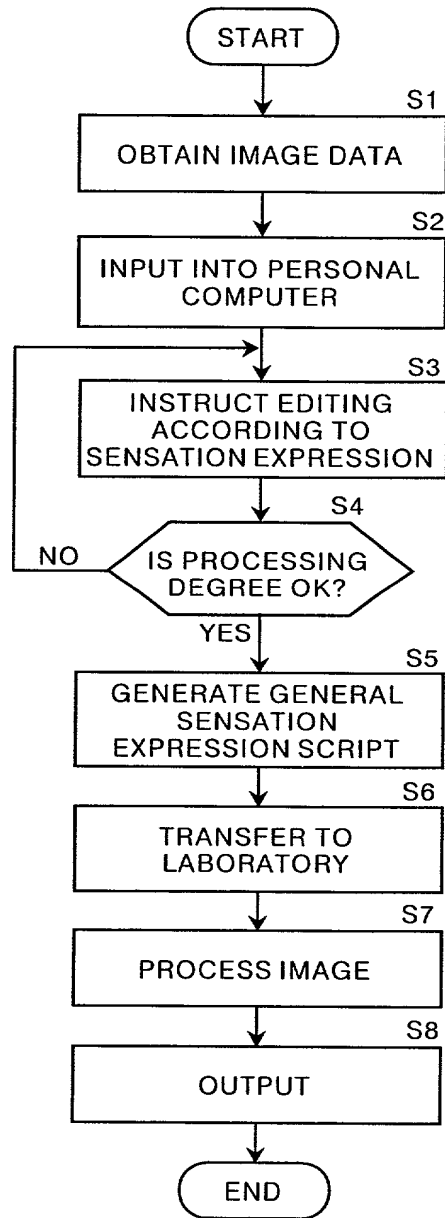 START
S1
OBTAIN IMAGE DATA
S2
INPUT INTO PERSONAL
COMPUTER
S3
INSTRUCT EDITING
ACCORDING TO
SENSATION EXPRESSION
S4
NO
IS PROCESSING
DEGREE OK?
YES
S5
GENERATE GENERAL
SENSATION
EXPRESSION SCRIPT
S6
TRANSFER TO
LABORATORY
S7
PROCESS IMAGE
S8
OUTPUT
END